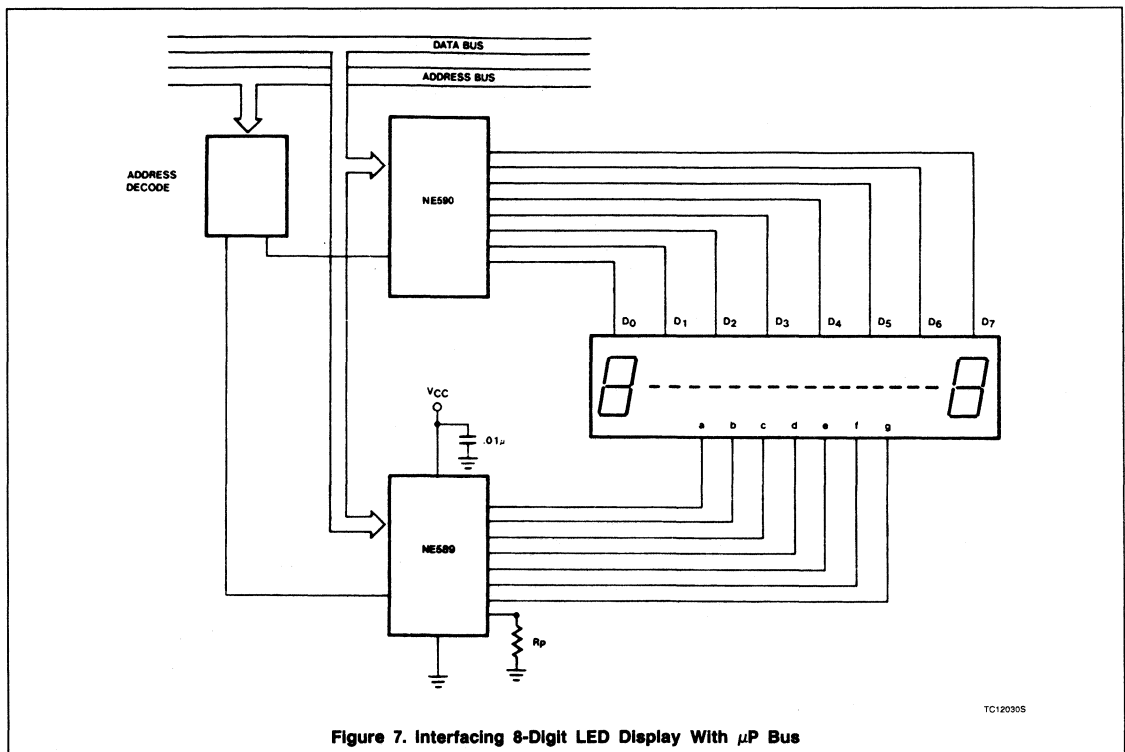 DATA BUS
ADDRESS BUS
ADDRESS
DECODE
NE590
D0 D1 D2 D3 D4 D5 D6 D7
VCC
.01μ
a b c d e f g
NE589
Rp
TC12030S
Figure 7. Interfacing 8-Digit LED Display With μP Bus